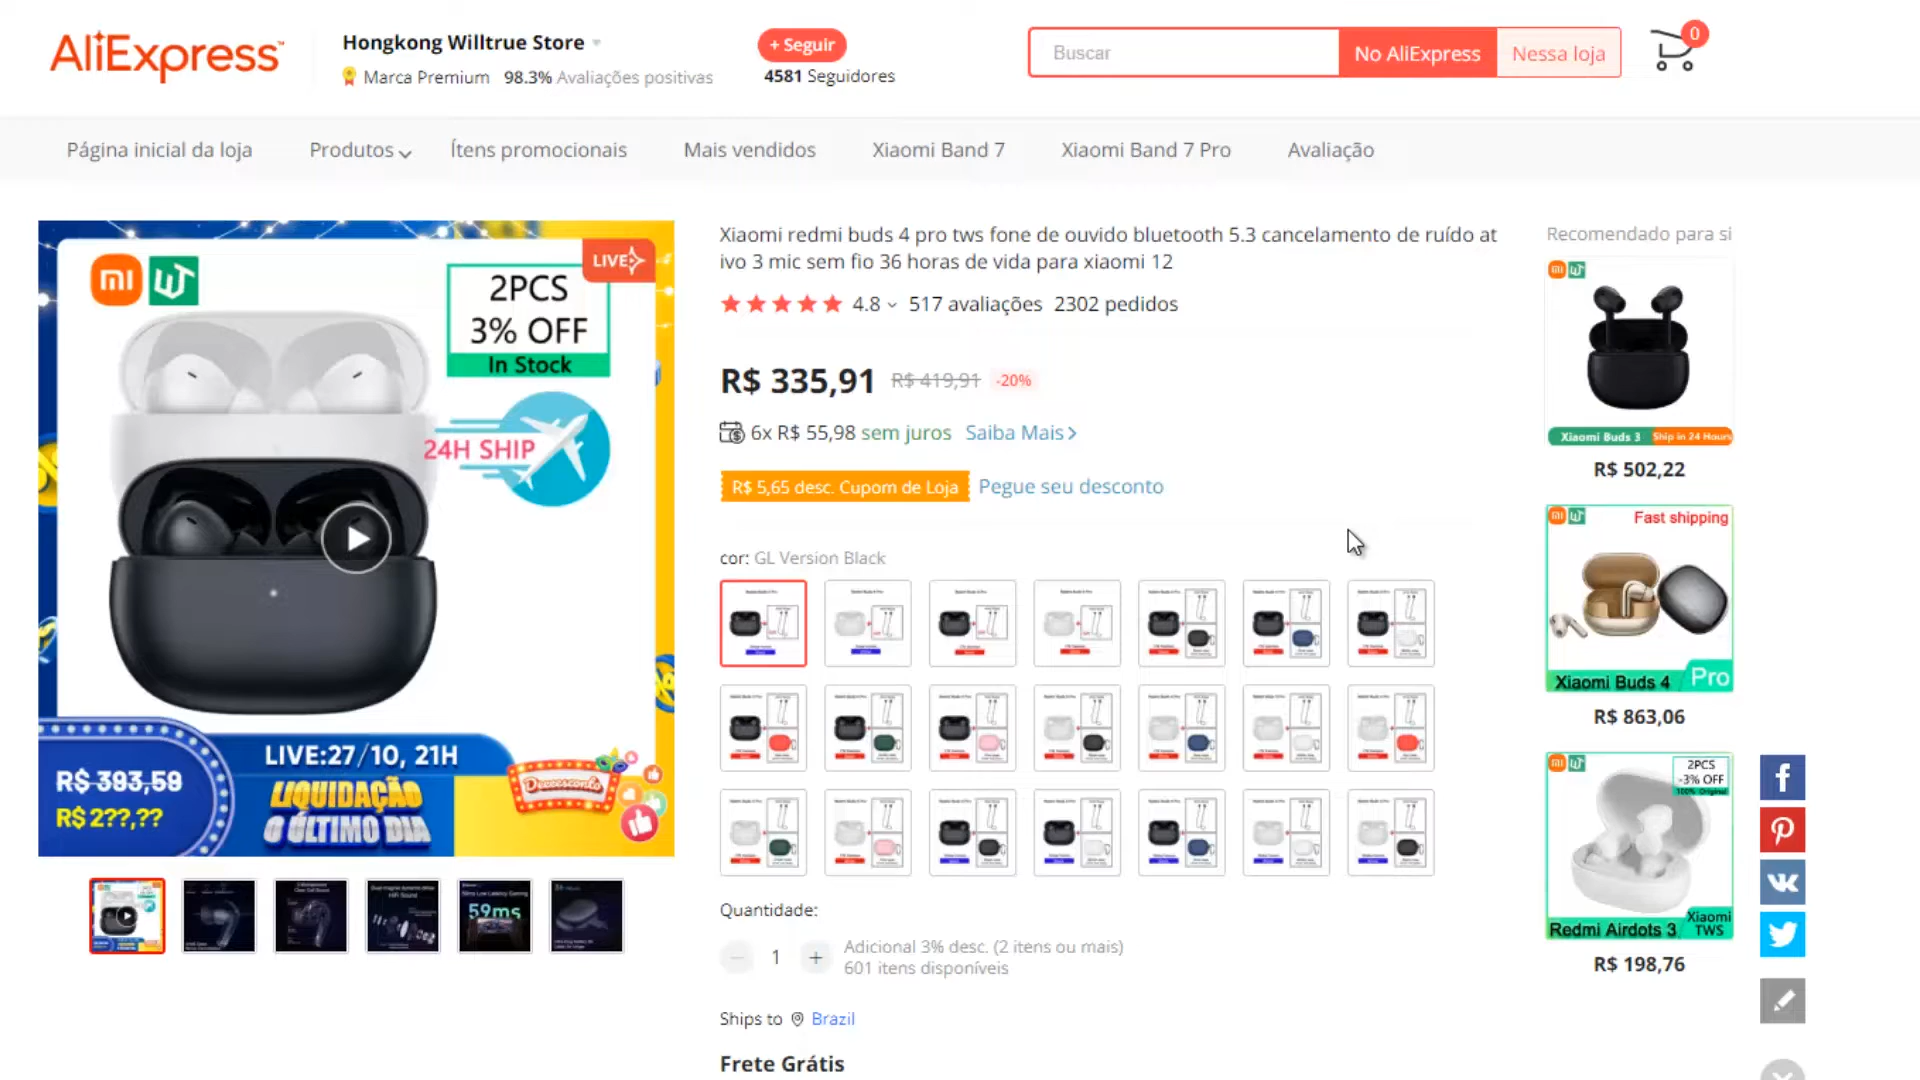 AliExpress
Hongkong Willtrue Store
Marca Premium 98.3% Avaliações positivas
+ Seguir
4581 Seguidores
Buscar
No AliExpress
Nessa loja
0
Página inicial da loja
Produtos
Ítens promocionais
Mais vendidos
Xiaomi Band 7
Xiaomi Band 7 Pro
Avaliação
LIVE
2PCS
3% OFF
In Stock
24H SHIP
LIVE:27/10, 21H
R$ 393,59
R$ 2??,??
LIQUIDAÇÃO
O ÚLTIMO DIA
59ms
Xiaomi redmi buds 4 pro tws fone de ouvido bluetooth 5.3 cancelamento de ruído at
ivo 3 mic sem fio 36 horas de vida para xiaomi 12
4.8
517 avaliações
2302 pedidos
R$ 335,91
R$ 419,91
-20%
6x R$ 55,98 sem juros
Saiba Mais
R$ 5,65 desc. Cupom de Loja
Pegue seu desconto
cor: GL Version Black
Quantidade:
1
Adicional 3% desc. (2 itens ou mais)
601 itens disponíveis
Ships to Brazil
Frete Grátis
Recomendado para si
Xiaomi Buds 3
Ship in 24 Hours
R$ 502,22
Fast shipping
Xiaomi Buds 4 Pro
R$ 863,06
2PCS
-3% OFF
100% Original
Redmi Airdots 3
Xiaomi
TWS
R$ 198,76